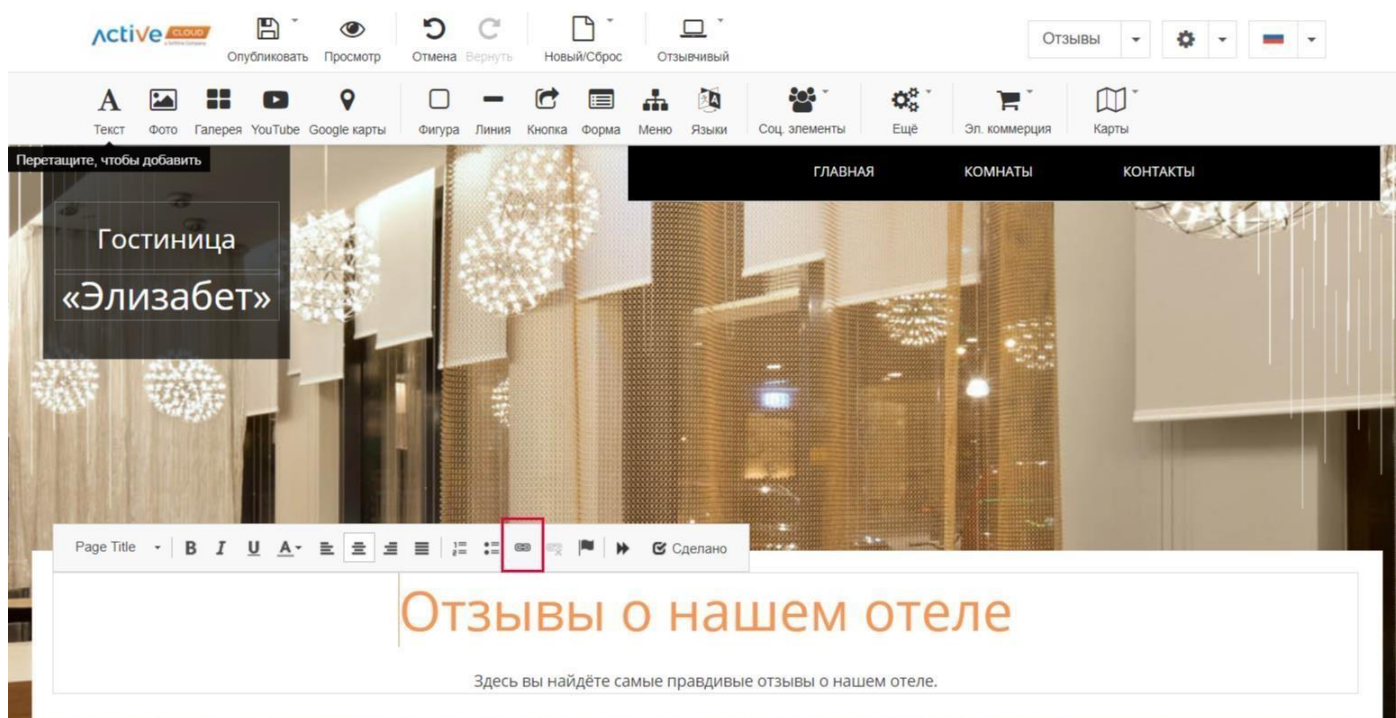 Active CLOUD
Опубликовать Просмотр Отмена Вернуть Новый/Сброс Отзывчивый Отзывы
Текст Фото Галерея YouTube Google карты Фигура Линия Кнопка Форма Меню Языки Соц. элементы Ещё Эл. коммерция Карты
Перетащите, чтобы добавить
ГЛАВНАЯ КОМНАТЫ КОНТАКТЫ
Гостиница
«Элизабет»
Page Title B I U A Сделано
Отзывы о нашем отеле
Здесь вы найдёте самые правдивые отзывы о нашем отеле.